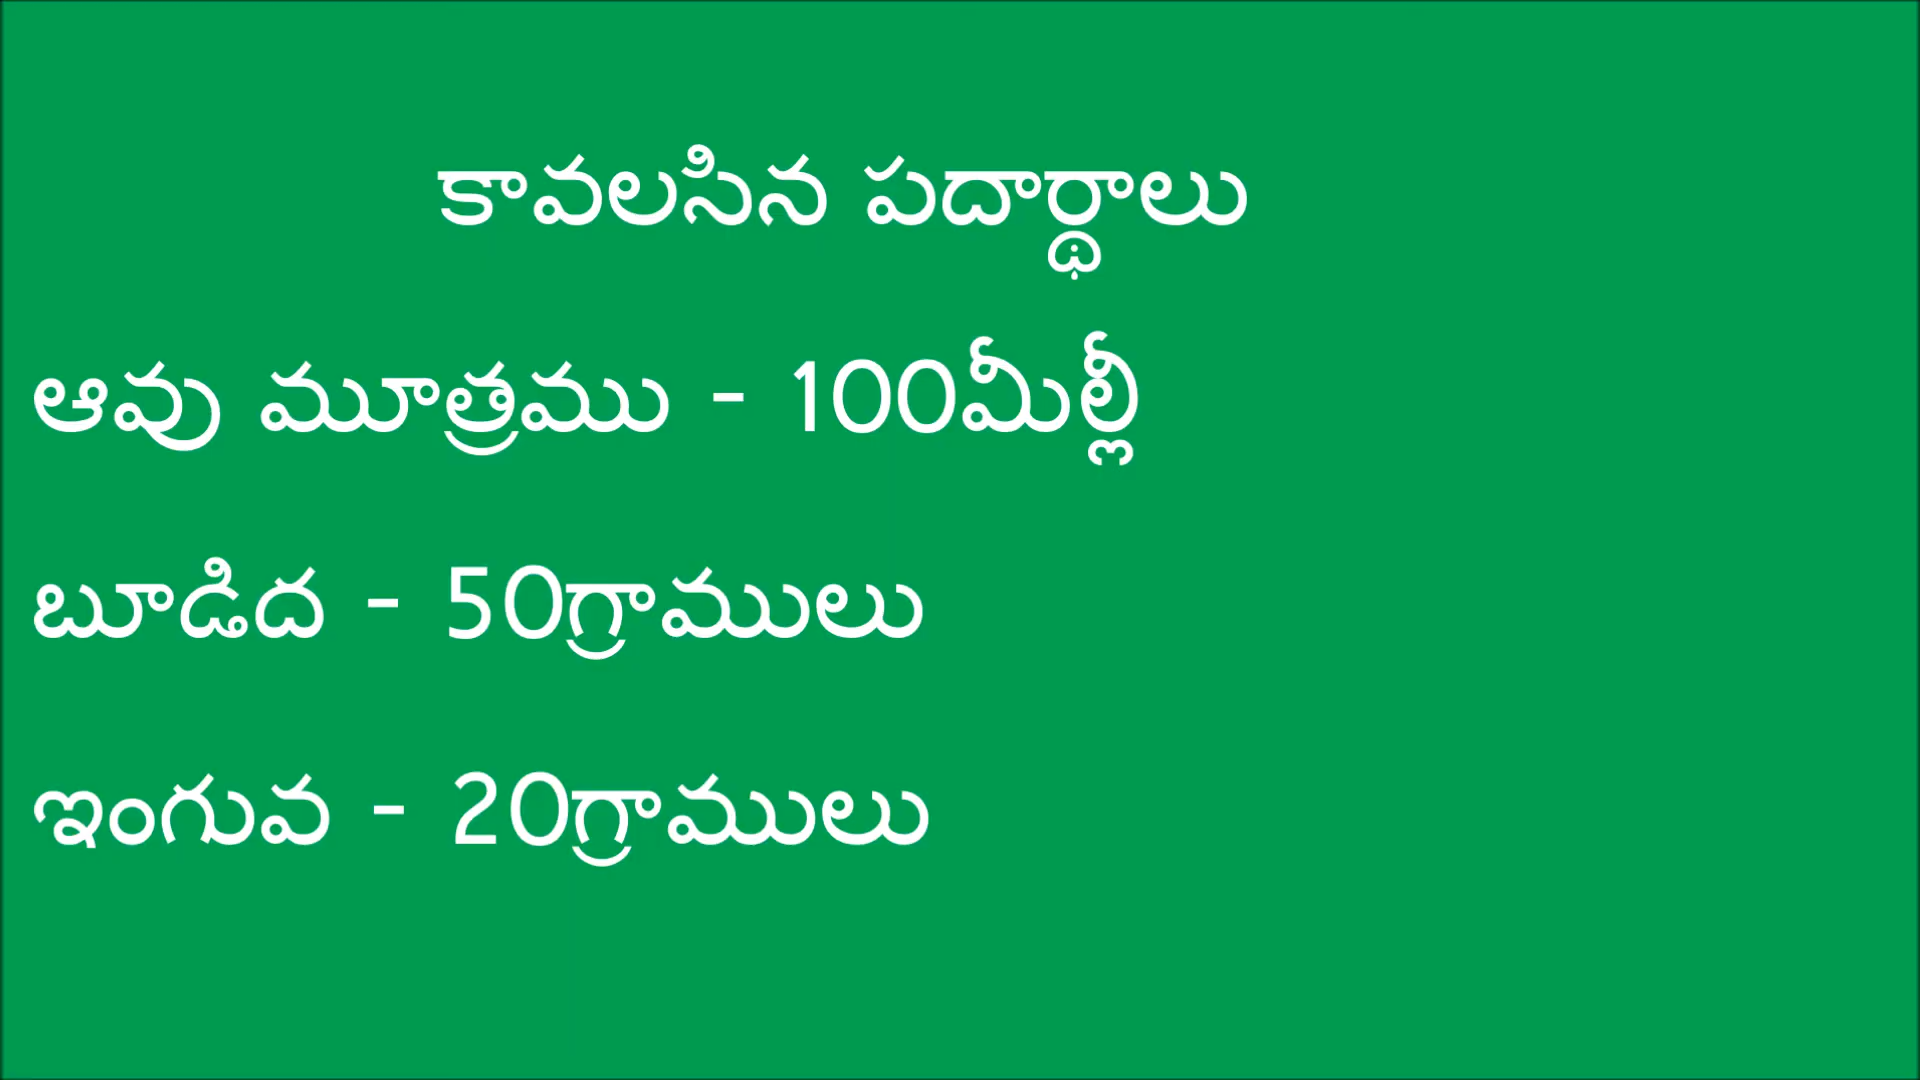 కావలసిన పదార్థాలు
ఆవు మూత్రము - 100మీల్లీ
బూడిద - 50గ్రాములు
ఇంగువ - 20గ్రాములు